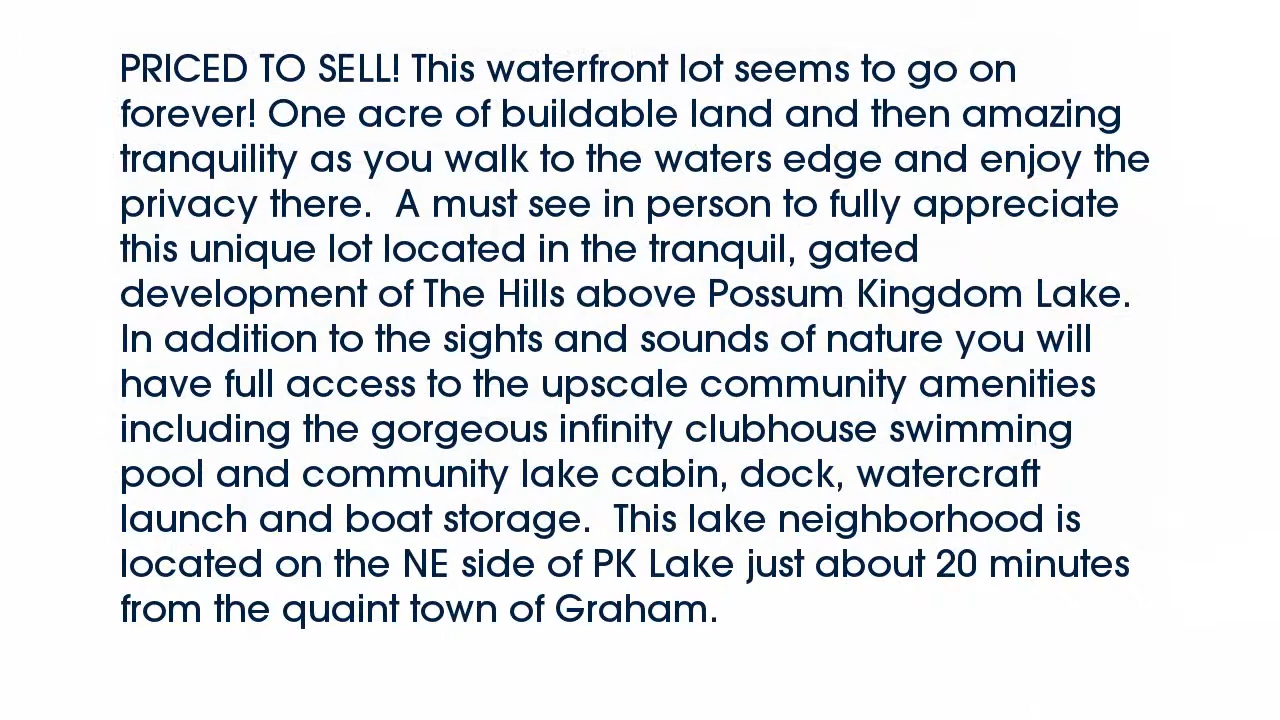 PRICED TO SELL! This waterfront lot seems to go on
forever! One acre of buildable land and then amazing
tranquility as you walk to the waters edge and enjoy the
privacy there.  A must see in person to fully appreciate
this unique lot located in the tranquil, gated
development of The Hills above Possum Kingdom Lake.
In addition to the sights and sounds of nature you will
have full access to the upscale community amenities
including the gorgeous infinity clubhouse swimming
pool and community lake cabin, dock, watercraft
launch and boat storage.  This lake neighborhood is
located on the NE side of PK Lake just about 20 minutes
from the quaint town of Graham.